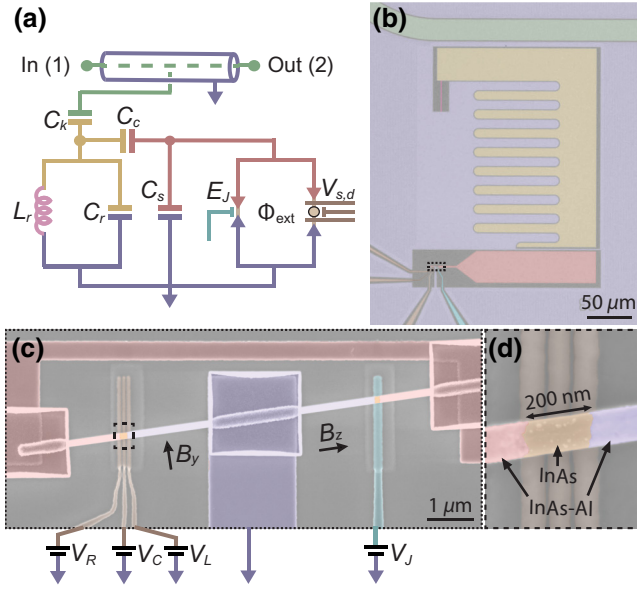 (a)
In (1)
Out (2)
C_k
C_c
L_r
C_r
C_s
E_J
Φ_ext
V_s,d
(b)
50 μm
(c)
B_y
B_z
1 μm
V_R
V_C
V_L
V_J
(d)
200 nm
InAs
InAs-Al